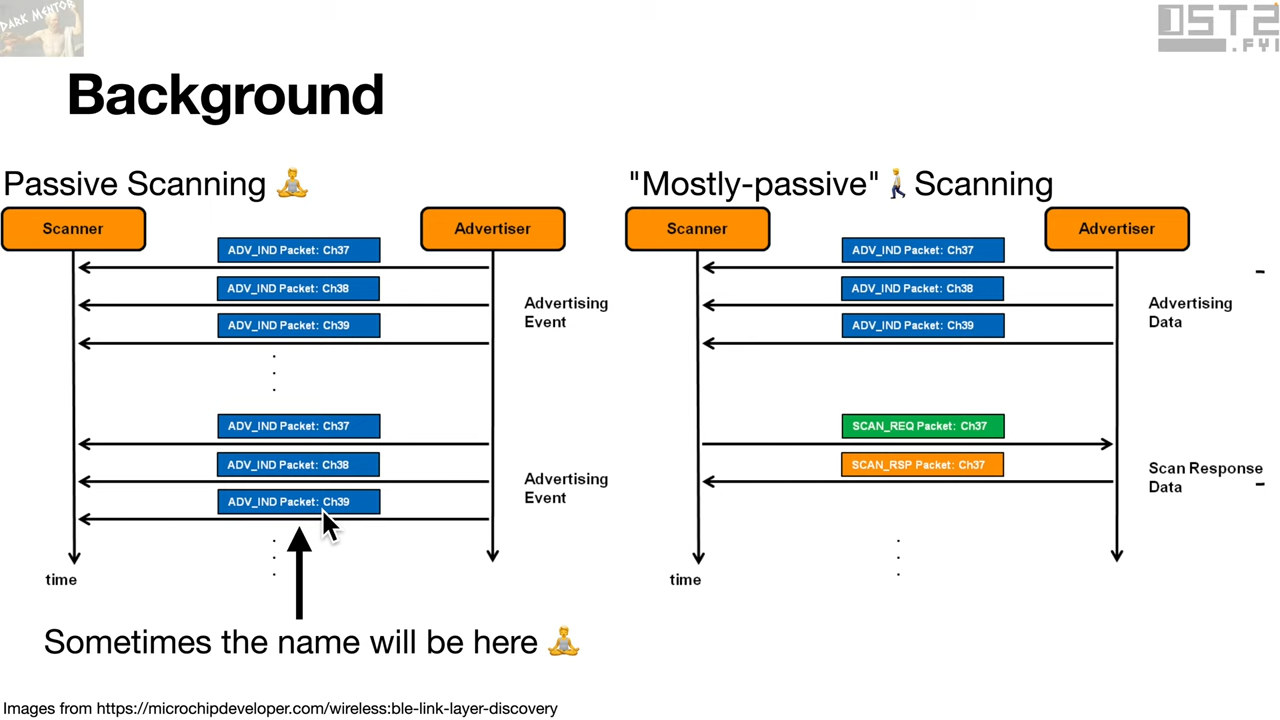 DARK MENTOR
OST2
.FYI
Background
Passive Scanning 🧘
Scanner
Advertiser
ADV_IND Packet: Ch37
ADV_IND Packet: Ch38
ADV_IND Packet: Ch39
Advertising
Event
ADV_IND Packet: Ch37
ADV_IND Packet: Ch38
ADV_IND Packet: Ch39
Advertising
Event
time
Sometimes the name will be here 🧘
"Mostly-passive"🚶Scanning
Scanner
Advertiser
ADV_IND Packet: Ch37
ADV_IND Packet: Ch38
ADV_IND Packet: Ch39
Advertising
Data
SCAN_REQ Packet: Ch37
SCAN_RSP Packet: Ch37
Scan Response
Data
time
Images from https://microchipdeveloper.com/wireless:ble-link-layer-discovery